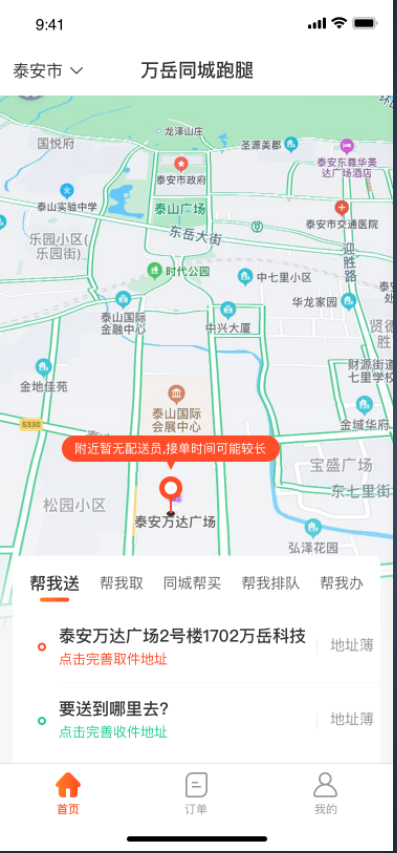 9:41
泰安市
万岳同城跑腿
龙泽山庄
国悦府
圣源美郡
泰安东尊华美
达广场酒店
泰安市政府
泰山实验中学
泰山广场
东岳大街
泰安市交通医院
乐园小区(
乐园街)
迎胜路
时代公园
中七里小区
华龙家园
泰山国际
金融中心
中兴大厦
财源街道
七里学校
金地佳苑
泰山国际
会展中心
金域华府
S330
附近暂无配送员,接单时间可能较长
宝盛广场
东七里街
松园小区
泰安万达广场
弘泽花园
帮我送
帮我取
同城帮买
帮我排队
帮我办
泰安万达广场2号楼1702万岳科技
地址簿
点击完善取件地址
要送到哪里去?
地址簿
点击完善收件地址
首页
订单
我的